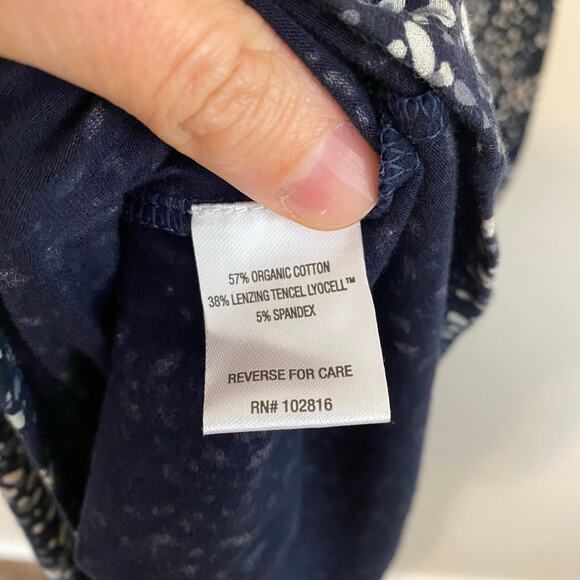 57% ORGANIC COTTON
38% LENZING TENCEL LYOCELL™
5% SPANDEX
REVERSE FOR CARE
RN# 102816